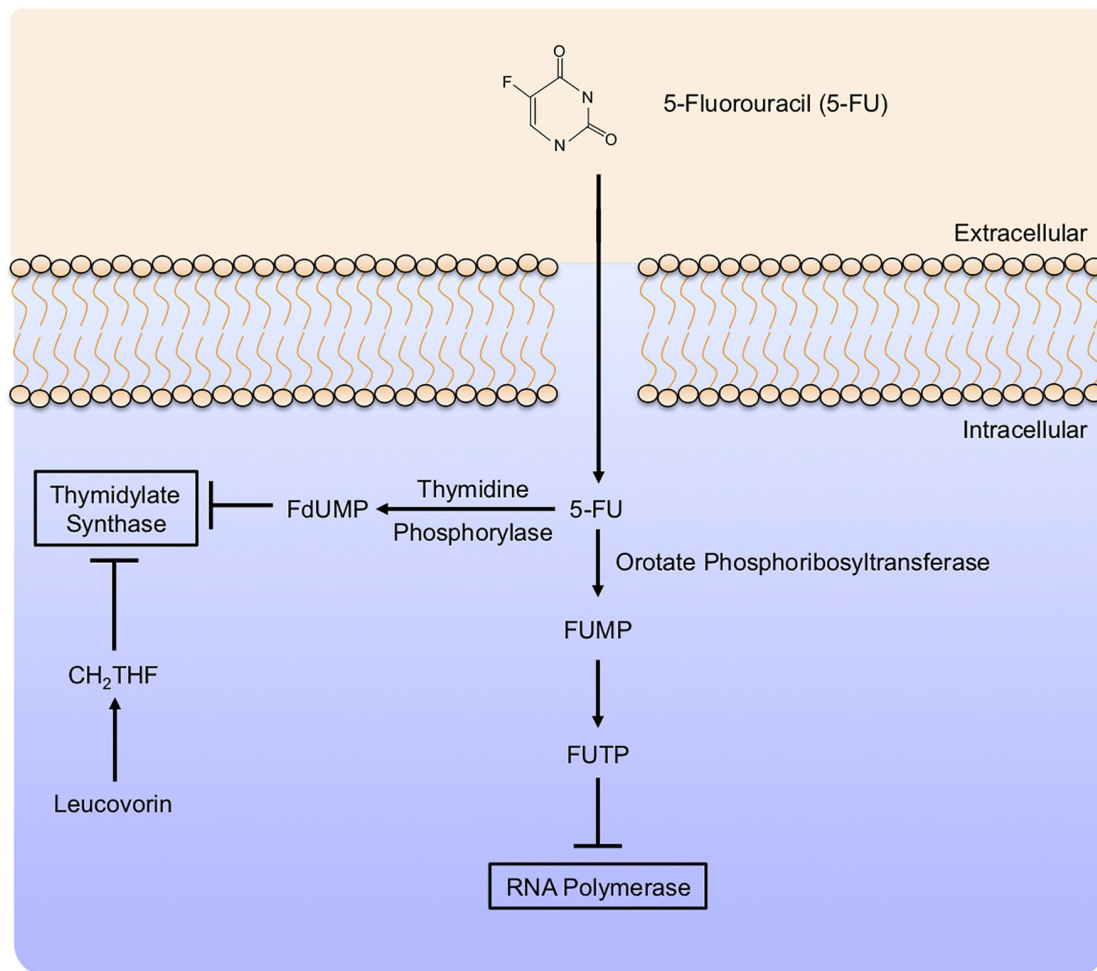 O
F
N
O
N
5-Fluorouracil (5-FU)
Extracellular
Intracellular
Thymidylate
Synthase
FdUMP
Thymidine
Phosphorylase
5-FU
Orotate Phosphoribosyltransferase
FUMP
CH₂THF
FUTP
Leucovorin
RNA Polymerase